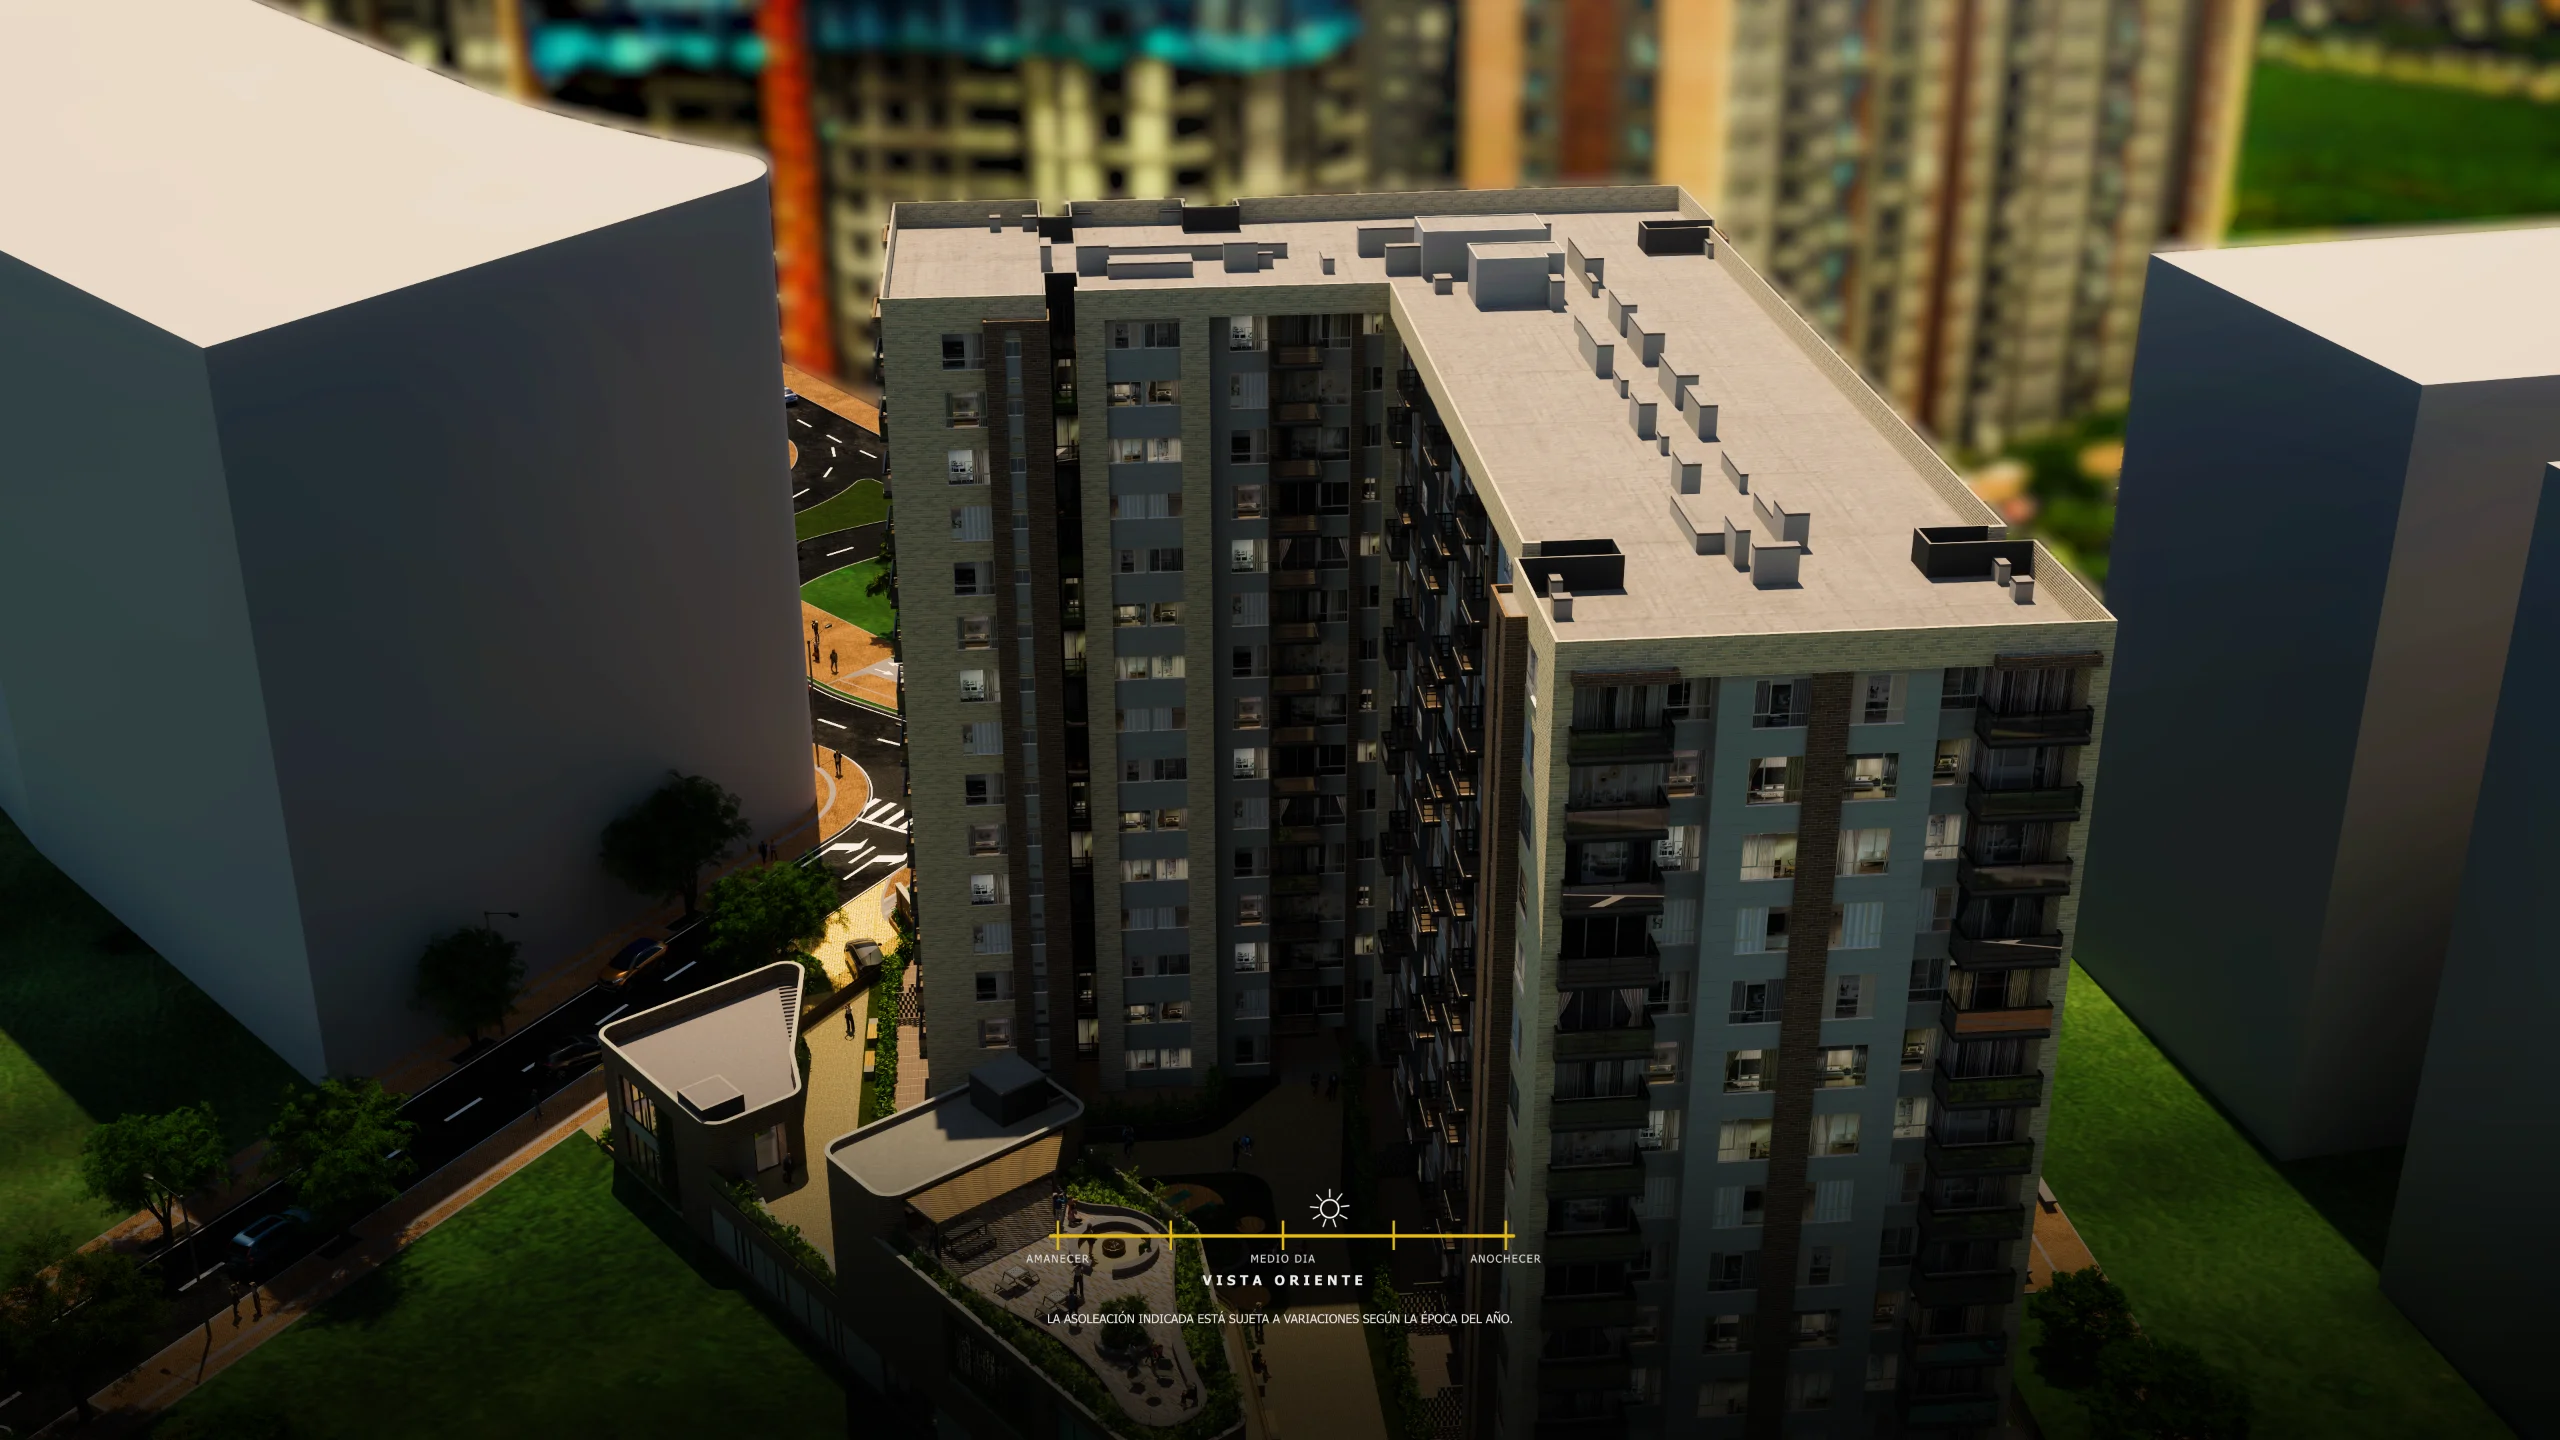 AMANECER
MEDIO DIA
ANOCHECER
VISTA ORIENTE
LA ASOLEACIÓN INDICADA ESTÁ SUJETA A VARIACIONES SEGÚN LA ÉPOCA DEL AÑO.